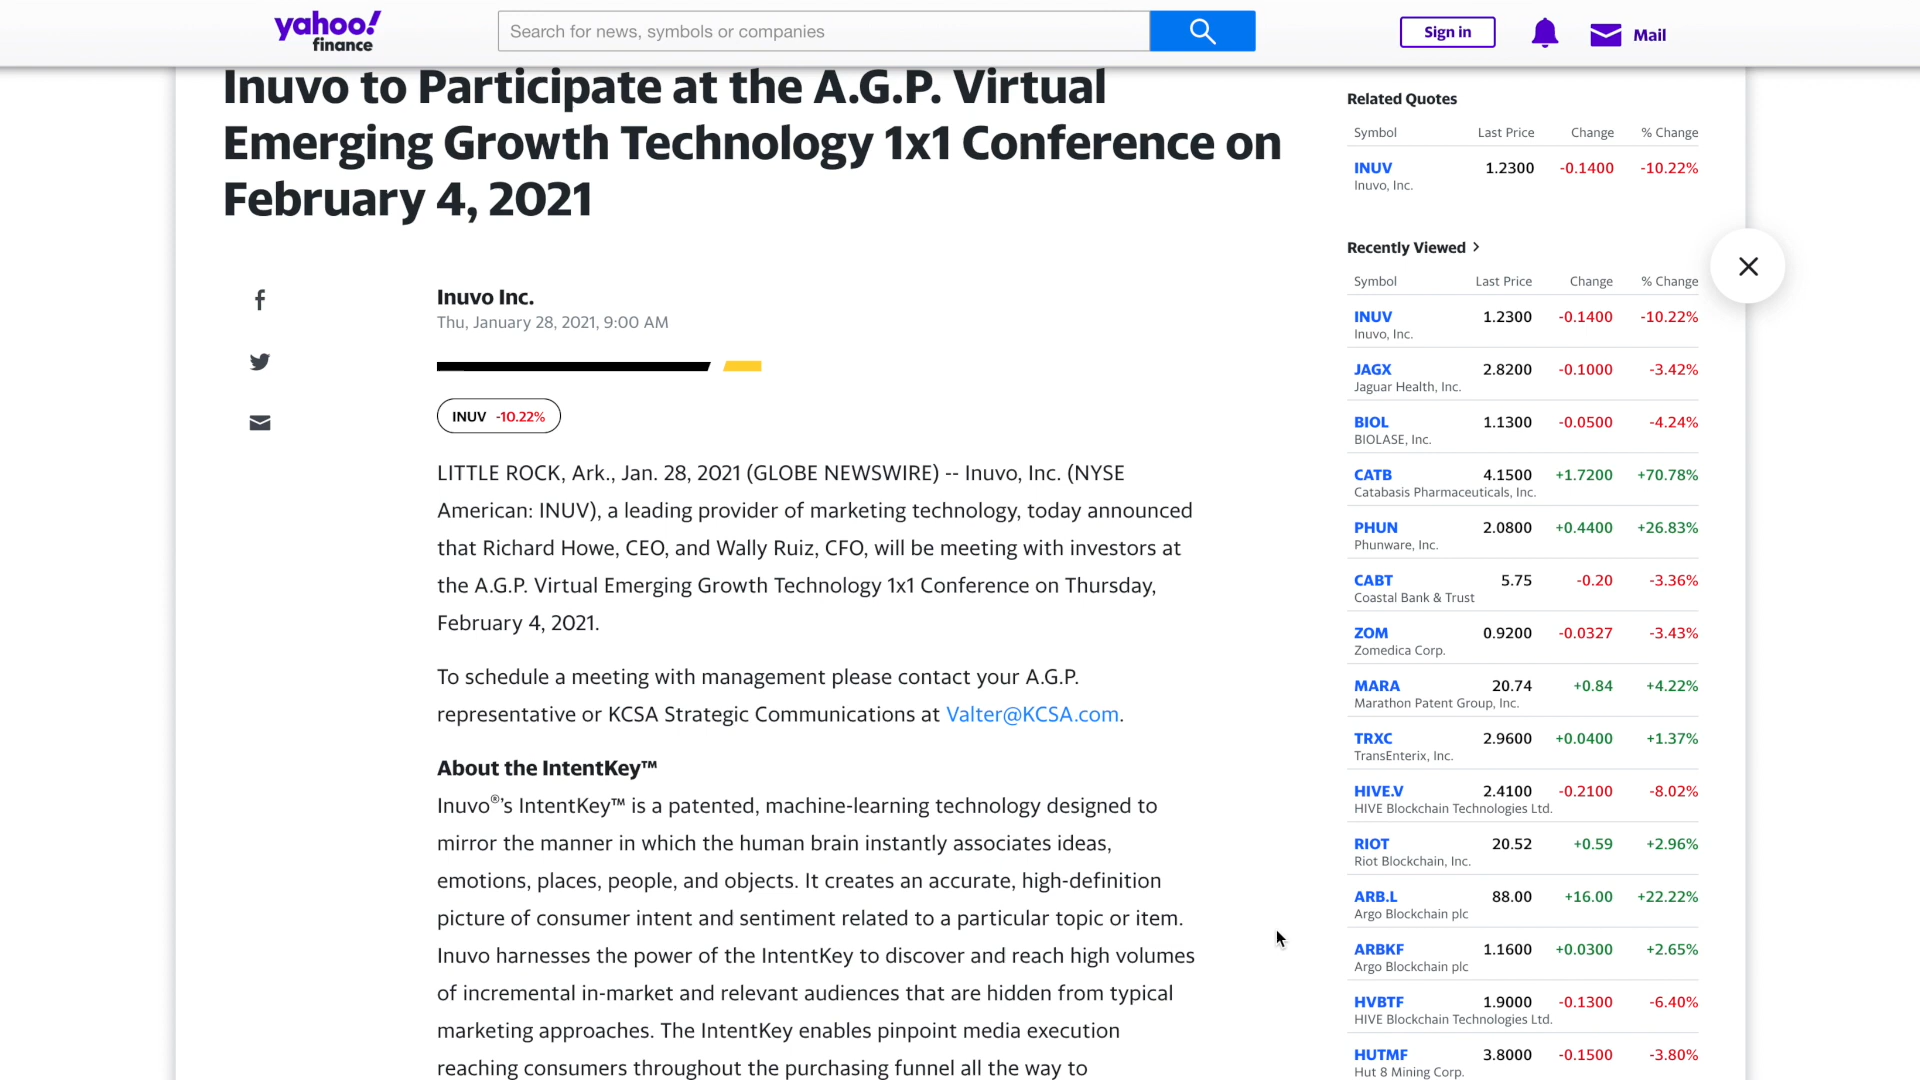 yahoo!
finance
Search for news, symbols or companies
Sign in
Mail
Inuvo to Participate at the A.G.P. Virtual
Emerging Growth Technology 1x1 Conference on
February 4, 2021
Inuvo Inc.
Thu, January 28, 2021, 9:00 AM
INUV -10.22%
LITTLE ROCK, Ark., Jan. 28, 2021 (GLOBE NEWSWIRE) -- Inuvo, Inc. (NYSE
American: INUV), a leading provider of marketing technology, today announced
that Richard Howe, CEO, and Wally Ruiz, CFO, will be meeting with investors at
the A.G.P. Virtual Emerging Growth Technology 1x1 Conference on Thursday,
February 4, 2021.
To schedule a meeting with management please contact your A.G.P.
representative or KCSA Strategic Communications at Valter@KCSA.com.
About the IntentKey™
Inuvo®'s IntentKey™ is a patented, machine-learning technology designed to
mirror the manner in which the human brain instantly associates ideas,
emotions, places, people, and objects. It creates an accurate, high-definition
picture of consumer intent and sentiment related to a particular topic or item.
Inuvo harnesses the power of the IntentKey to discover and reach high volumes
of incremental in-market and relevant audiences that are hidden from typical
marketing approaches. The IntentKey enables pinpoint media execution
reaching consumers throughout the purchasing funnel all the way to
Related Quotes
Symbol Last Price Change % Change
INUV 1.2300 -0.1400 -10.22%
Inuvo, Inc.
Recently Viewed >
Symbol Last Price Change % Change
INUV 1.2300 -0.1400 -10.22%
Inuvo, Inc.
JAGX 2.8200 -0.1000 -3.42%
Jaguar Health, Inc.
BIOL 1.1300 -0.0500 -4.24%
BIOLASE, Inc.
CATB 4.1500 +1.7200 +70.78%
Catabasis Pharmaceuticals, Inc.
PHUN 2.0800 +0.4400 +26.83%
Phunware, Inc.
CABT 5.75 -0.20 -3.36%
Coastal Bank & Trust
ZOM 0.9200 -0.0327 -3.43%
Zomedica Corp.
MARA 20.74 +0.84 +4.22%
Marathon Patent Group, Inc.
TRXC 2.9600 +0.0400 +1.37%
TransEnterix, Inc.
HIVE.V 2.4100 -0.2100 -8.02%
HIVE Blockchain Technologies Ltd.
RIOT 20.52 +0.59 +2.96%
Riot Blockchain, Inc.
ARB.L 88.00 +16.00 +22.22%
Argo Blockchain plc
ARBKF 1.1600 +0.0300 +2.65%
Argo Blockchain plc
HVBTF 1.9000 -0.1300 -6.40%
HIVE Blockchain Technologies Ltd.
HUTMF 3.8000 -0.1500 -3.80%
Hut 8 Mining Corp.